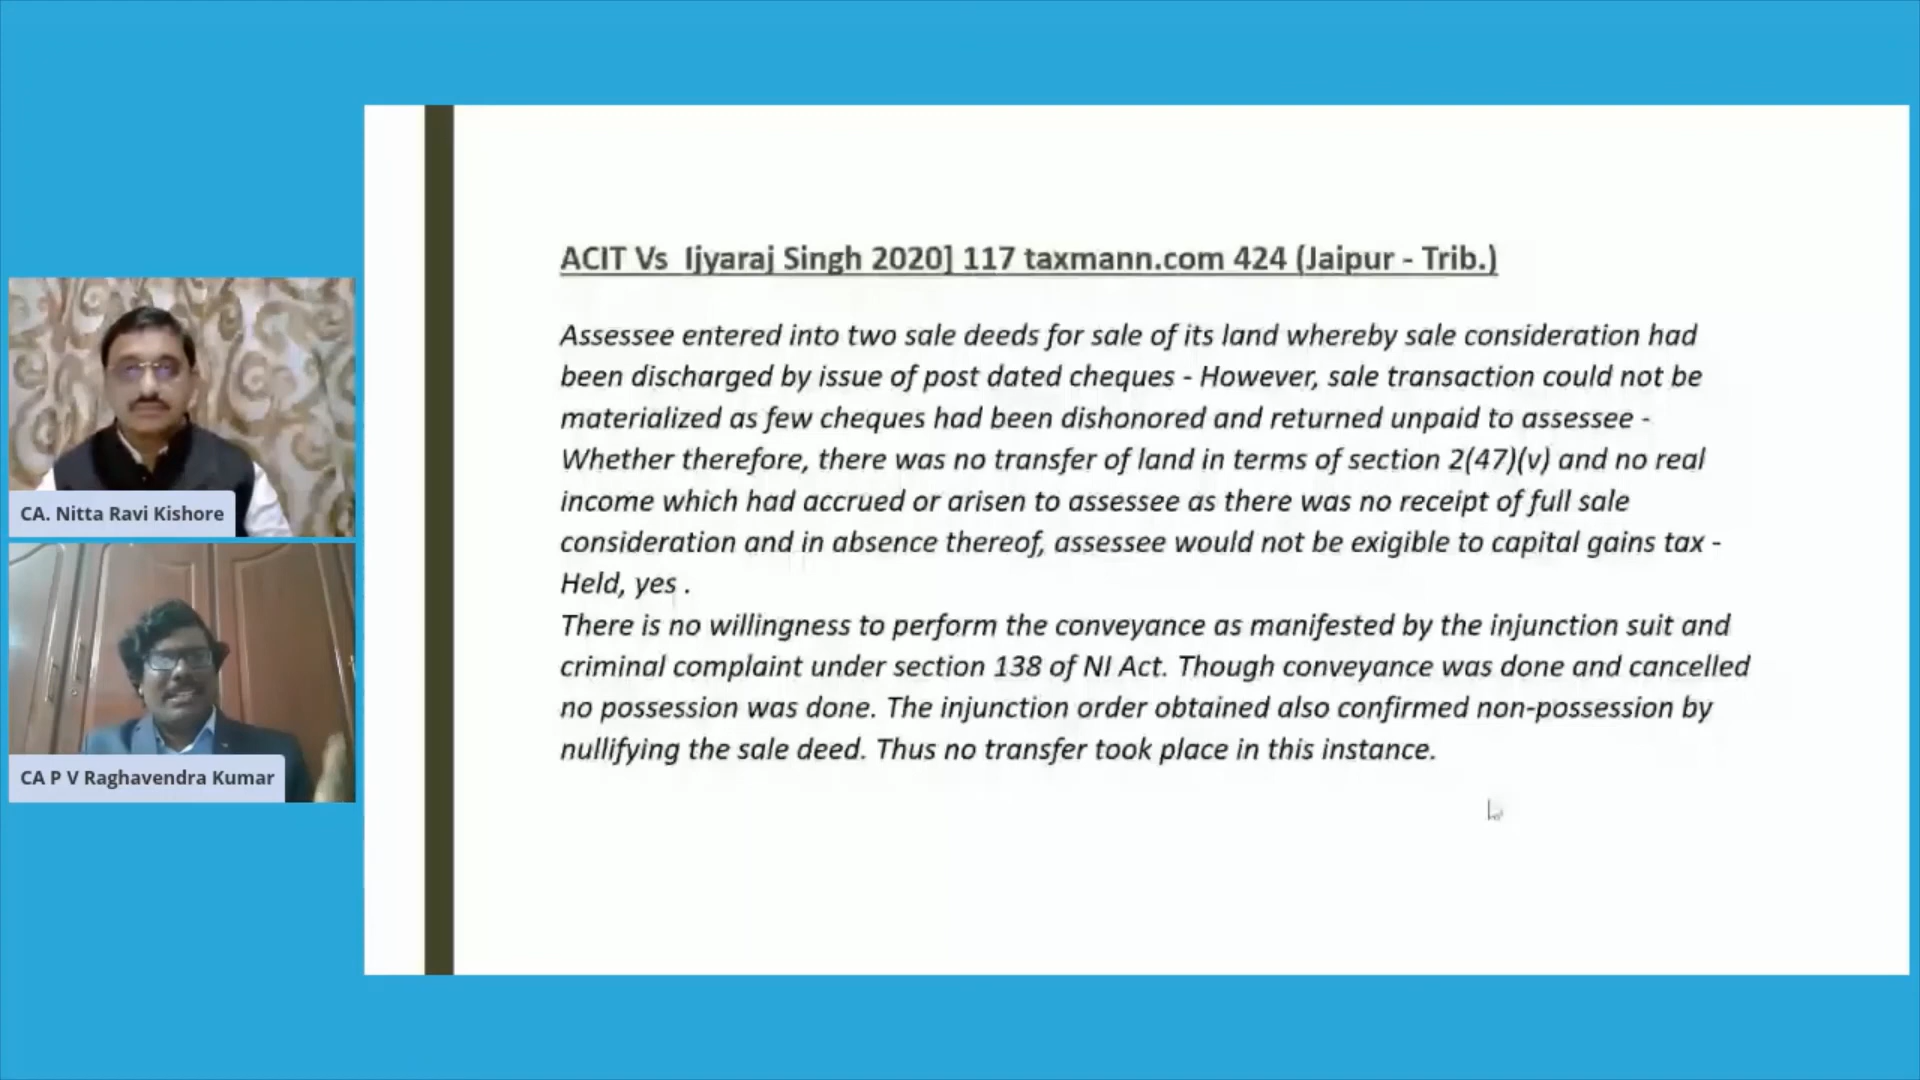 ACIT Vs Ijyaraj Singh 2020] 117 taxmann.com 424 (Jaipur - Trib.)
Assessee entered into two sale deeds for sale of its land whereby sale consideration had
been discharged by issue of post dated cheques - However, sale transaction could not be
materialized as few cheques had been dishonored and returned unpaid to assessee -
Whether therefore, there was no transfer of land in terms of section 2(47)(v) and no real
income which had accrued or arisen to assessee as there was no receipt of full sale
consideration and in absence thereof, assessee would not be exigible to capital gains tax -
Held, yes .
There is no willingness to perform the conveyance as manifested by the injunction suit and
criminal complaint under section 138 of NI Act. Though conveyance was done and cancelled
no possession was done. The injunction order obtained also confirmed non-possession by
nullifying the sale deed. Thus no transfer took place in this instance.
CA. Nitta Ravi Kishore
CA P V Raghavendra Kumar